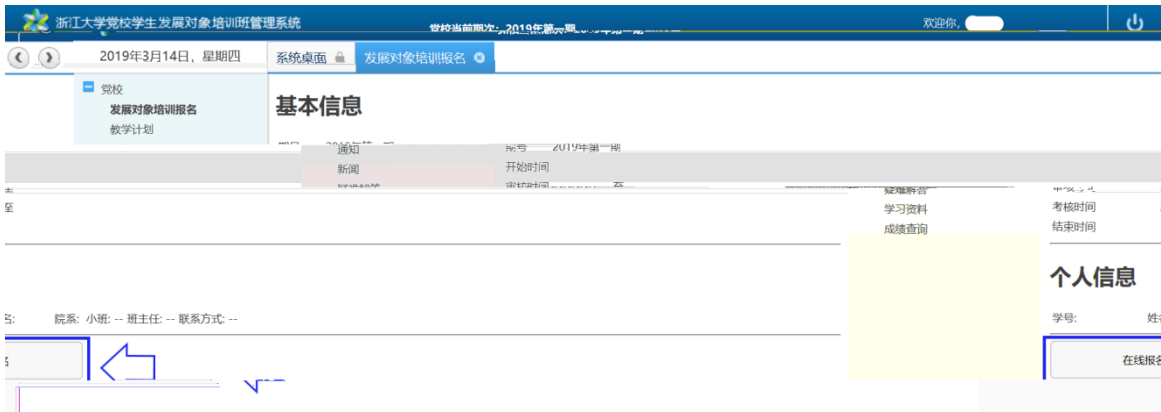 浙江大学党校学生发展对象培训班管理系统
党校当前期次：2019年第一期
欢迎你，
2019年3月14日，星期四
系统桌面
发展对象培训报名
党校
发展对象培训报名
教学计划
基本信息
通知
期号 2019年第一期
新闻
开始时间
疑难解答
至
学习资料
考核时间
成绩查询
结束时间
个人信息
院系: 小班: -- 班主任: -- 联系方式: --
学号:
在线报名